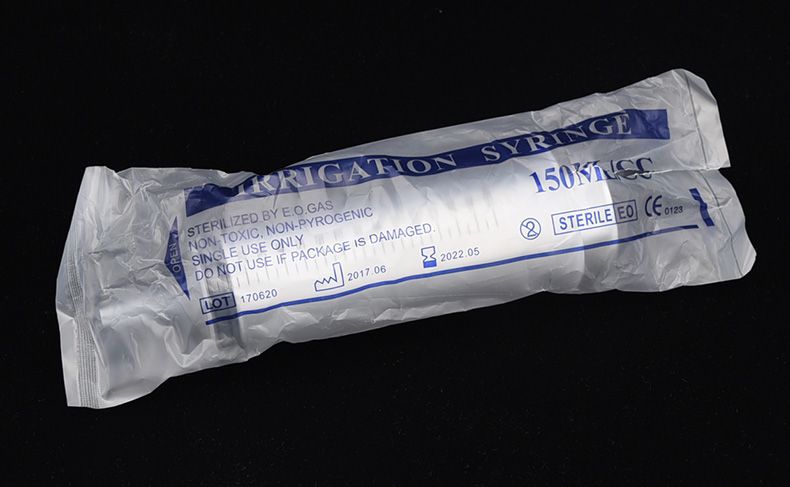 IRRIGATION SYRINGE
150ML/CC
STERILIZED BY E.O.GAS
NON-TOXIC, NON-PYROGENIC
SINGLE USE ONLY
DO NOT USE IF PACKAGE IS DAMAGED.
OPEN
2
STERILE EO
CE 0123
LOT 170620
2017.06
2022.05